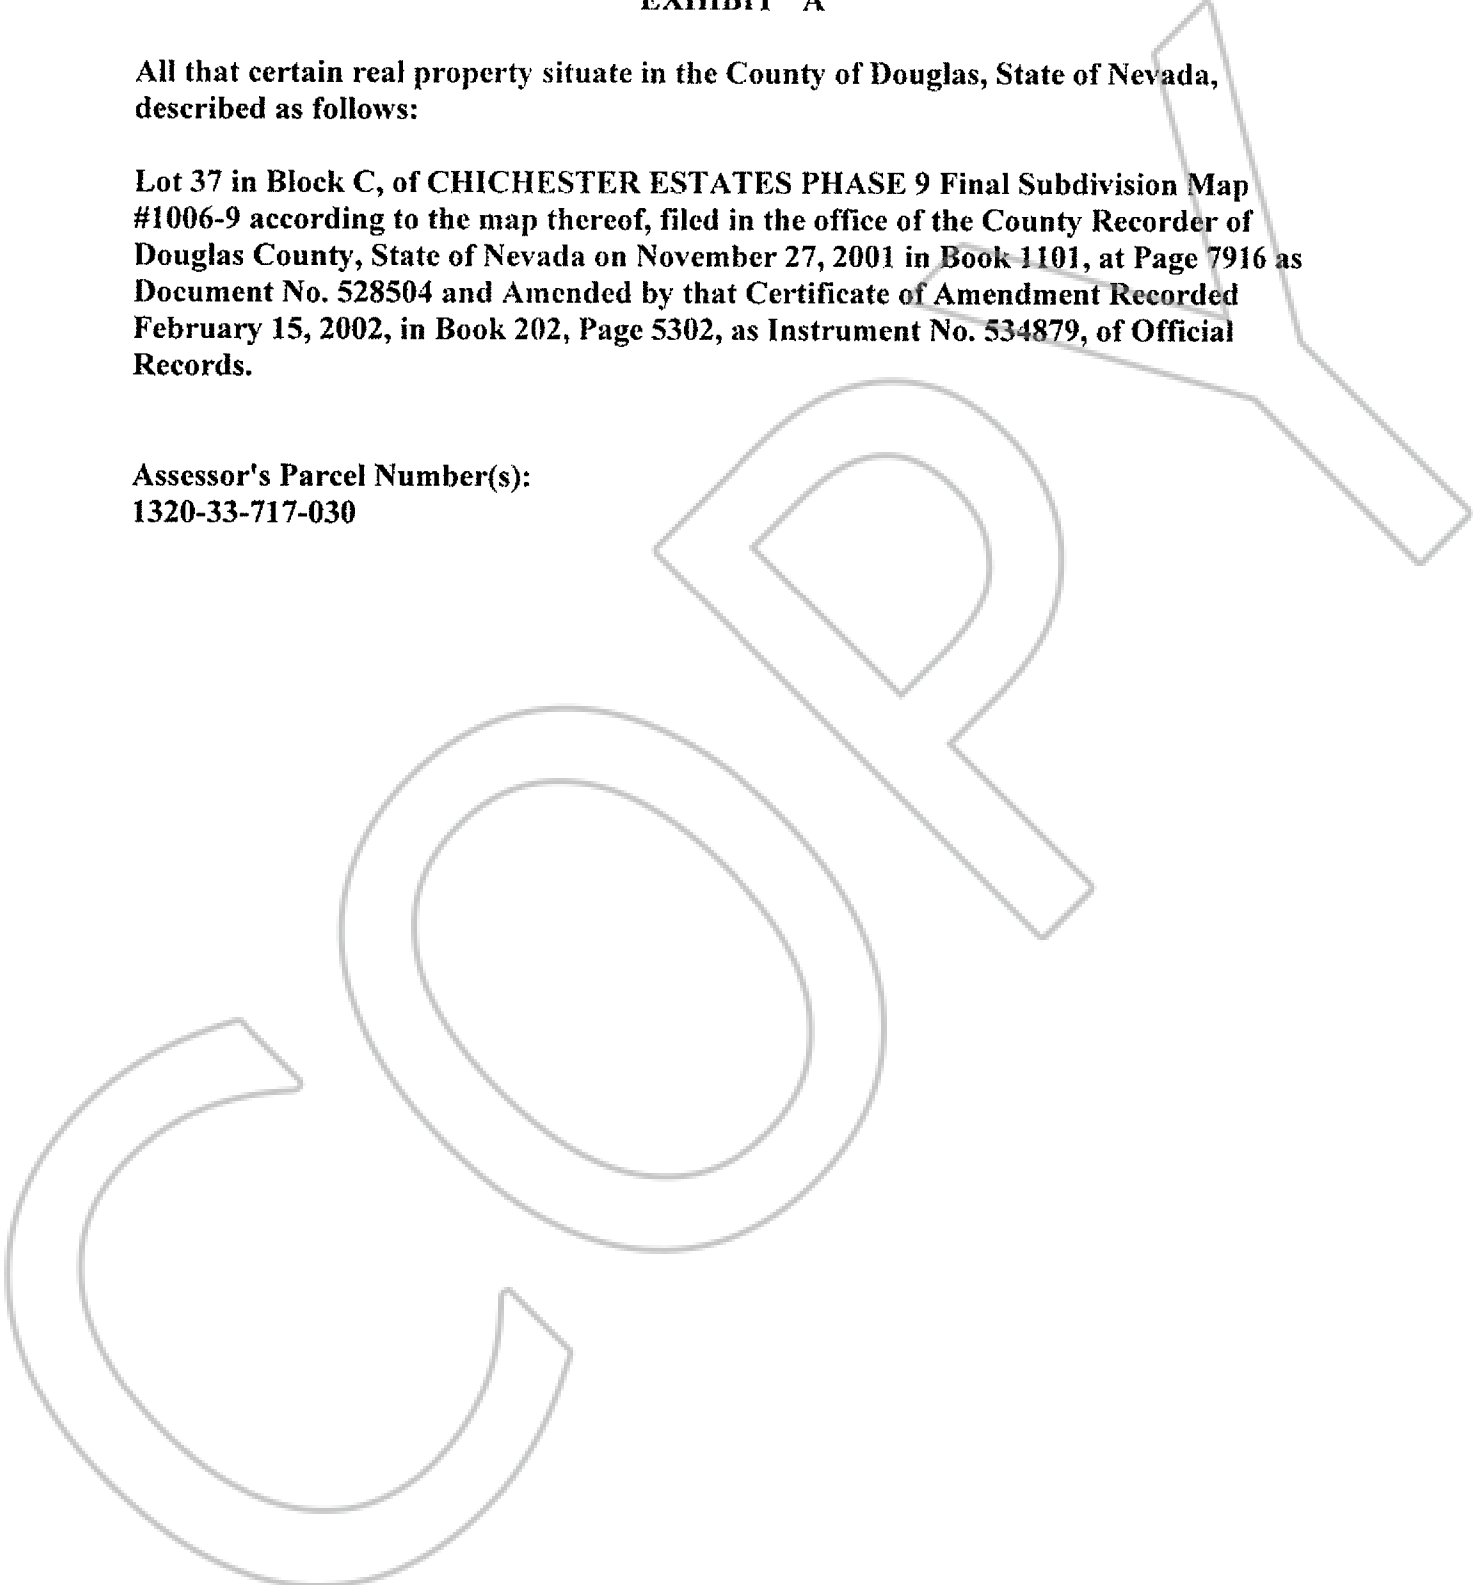 EXHIBIT "A"
All that certain real property situate in the County of Douglas, State of Nevada,
described as follows:
Lot 37 in Block C, of CHICHESTER ESTATES PHASE 9 Final Subdivision Map
#1006-9 according to the map thereof, filed in the office of the County Recorder of
Douglas County, State of Nevada on November 27, 2001 in Book 1101, at Page 7916 as
Document No. 528504 and Amended by that Certificate of Amendment Recorded
February 15, 2002, in Book 202, Page 5302, as Instrument No. 534879, of Official
Records.
Assessor's Parcel Number(s):
1320-33-717-030
COPY